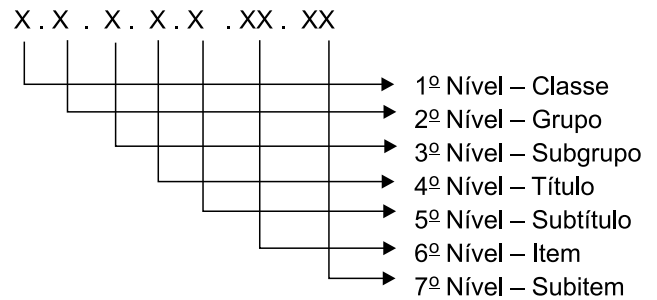 X . X . X . X . X . XX . XX
1º Nível – Classe
2º Nível – Grupo
3º Nível – Subgrupo
4º Nível – Título
5º Nível – Subtítulo
6º Nível – Item
7º Nível – Subitem